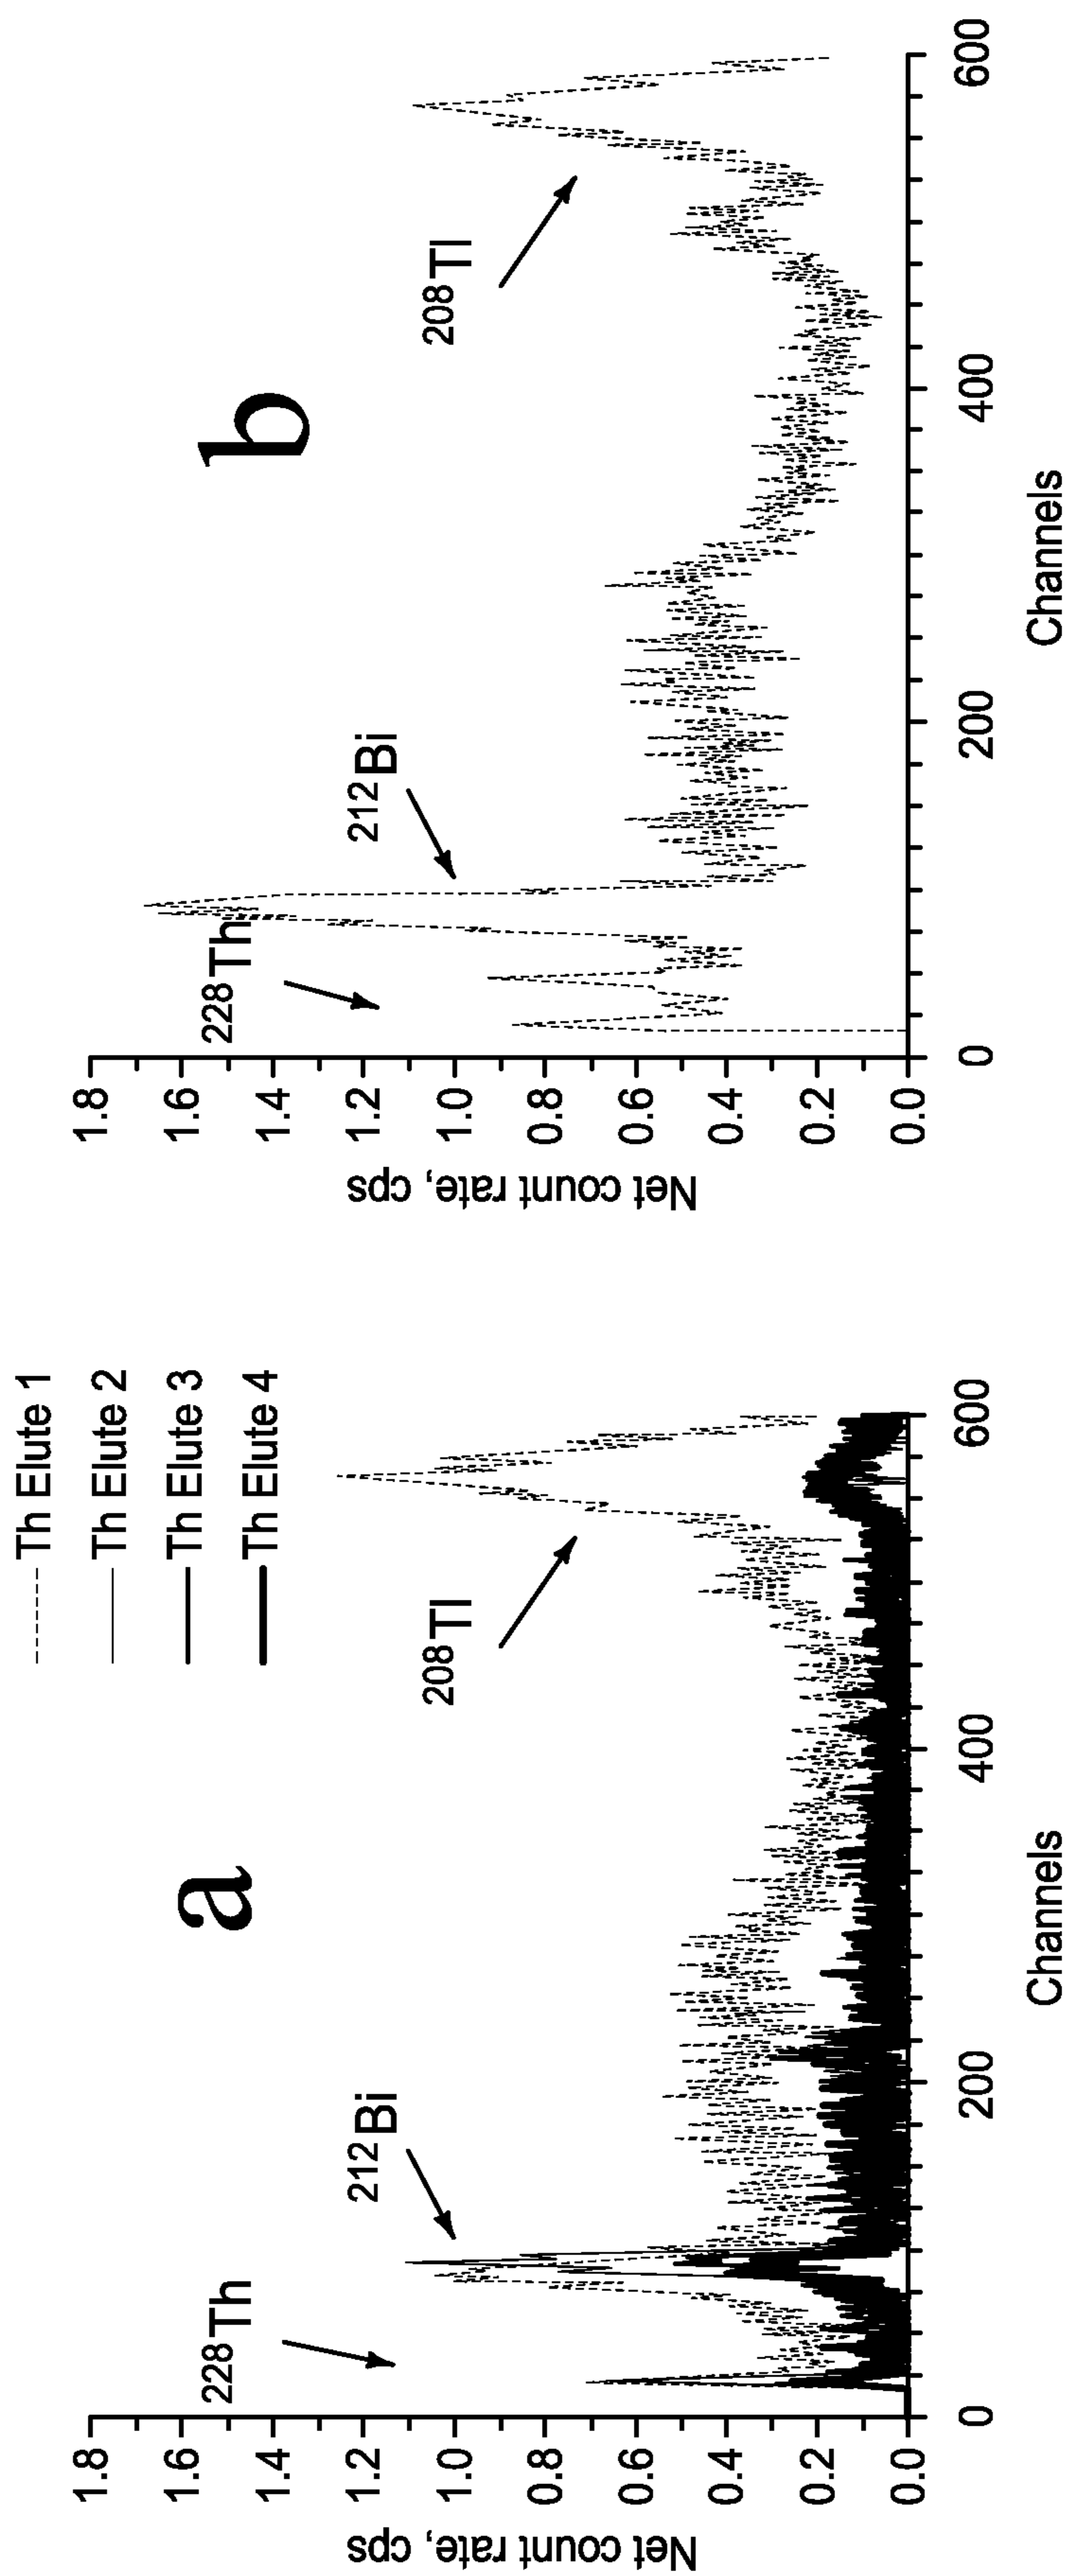 Th Elute 1
Th Elute 2
Th Elute 3
Th Elute 4
a
Net count rate, cps
1.8
1.6
1.4
1.2
1.0
0.8
0.6
0.4
0.2
0.0
228Th
212Bi
208Tl
0
200
400
600
Channels
b
Net count rate, cps
1.8
1.6
1.4
1.2
1.0
0.8
0.6
0.4
0.2
0.0
228Th
212Bi
208Tl
0
200
400
600
Channels